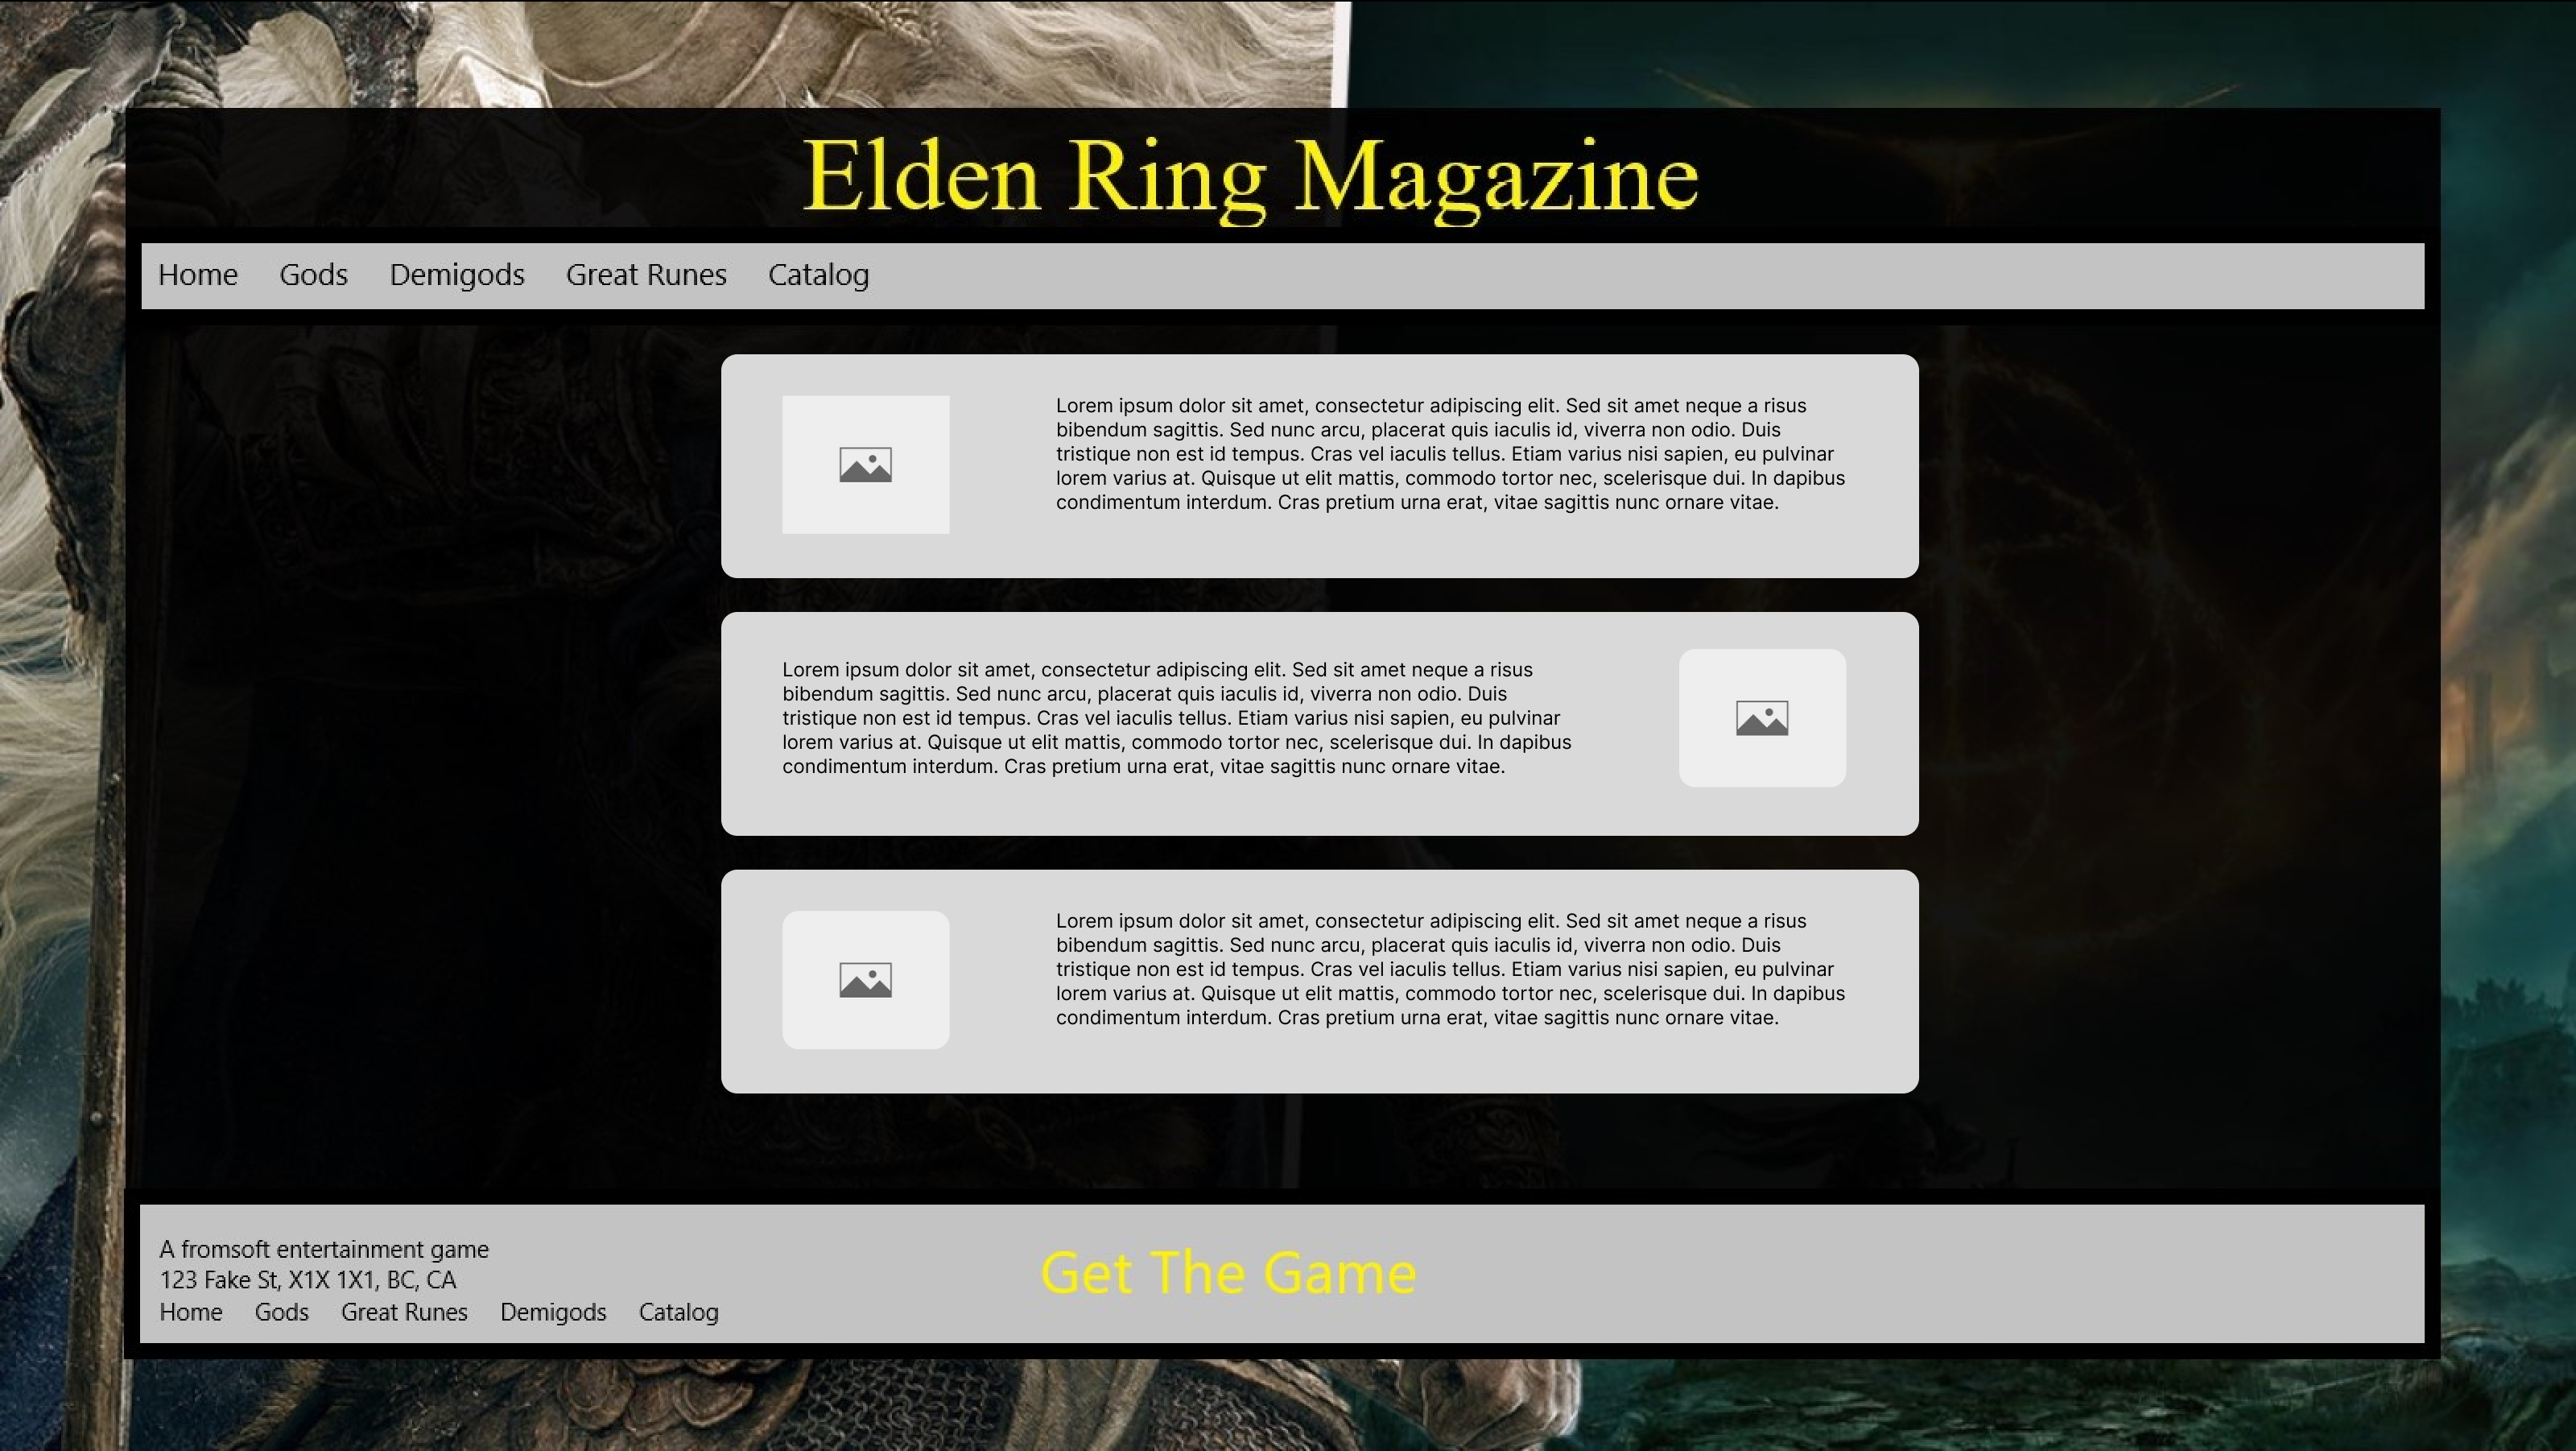 Elden Ring Magazine
Home Gods Demigods Great Runes Catalog
Lorem ipsum dolor sit amet, consectetur adipiscing elit. Sed sit amet neque a risus
bibendum sagittis. Sed nunc arcu, placerat quis iaculis id, viverra non odio. Duis
tristique non est id tempus. Cras vel iaculis tellus. Etiam varius nisi sapien, eu pulvinar
lorem varius at. Quisque ut elit mattis, commodo tortor nec, scelerisque dui. In dapibus
condimentum interdum. Cras pretium urna erat, vitae sagittis nunc ornare vitae.
Lorem ipsum dolor sit amet, consectetur adipiscing elit. Sed sit amet neque a risus
bibendum sagittis. Sed nunc arcu, placerat quis iaculis id, viverra non odio. Duis
tristique non est id tempus. Cras vel iaculis tellus. Etiam varius nisi sapien, eu pulvinar
lorem varius at. Quisque ut elit mattis, commodo tortor nec, scelerisque dui. In dapibus
condimentum interdum. Cras pretium urna erat, vitae sagittis nunc ornare vitae.
Lorem ipsum dolor sit amet, consectetur adipiscing elit. Sed sit amet neque a risus
bibendum sagittis. Sed nunc arcu, placerat quis iaculis id, viverra non odio. Duis
tristique non est id tempus. Cras vel iaculis tellus. Etiam varius nisi sapien, eu pulvinar
lorem varius at. Quisque ut elit mattis, commodo tortor nec, scelerisque dui. In dapibus
condimentum interdum. Cras pretium urna erat, vitae sagittis nunc ornare vitae.
A fromsoft entertainment game
123 Fake St, X1X 1X1, BC, CA
Home Gods Great Runes Demigods Catalog
Get The Game